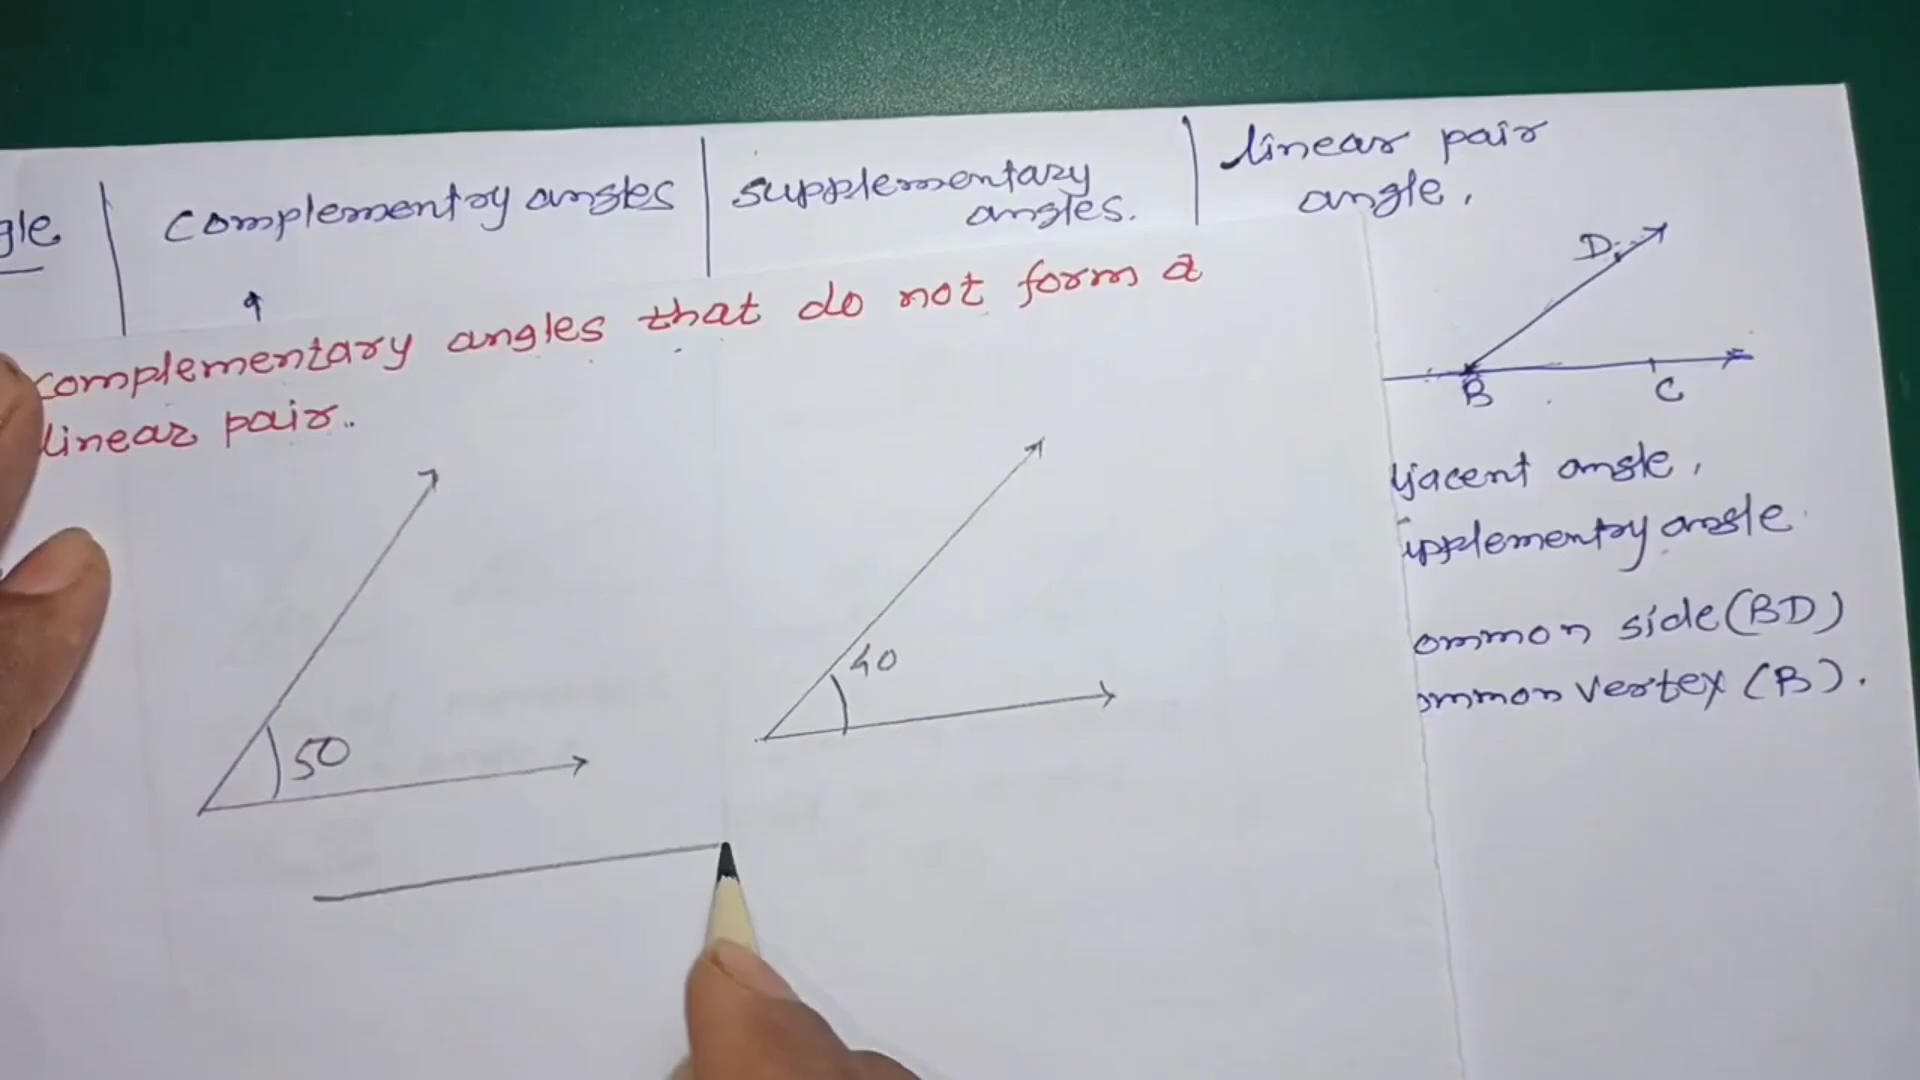 gle
complementry angles
supplementary
angles.
linear pair
angle.
complementary angles that do not form a
linear pair.
D
B
C
50
40
jacent angle,
upplementry angle
ommon side (BD)
ommon vertex (B).